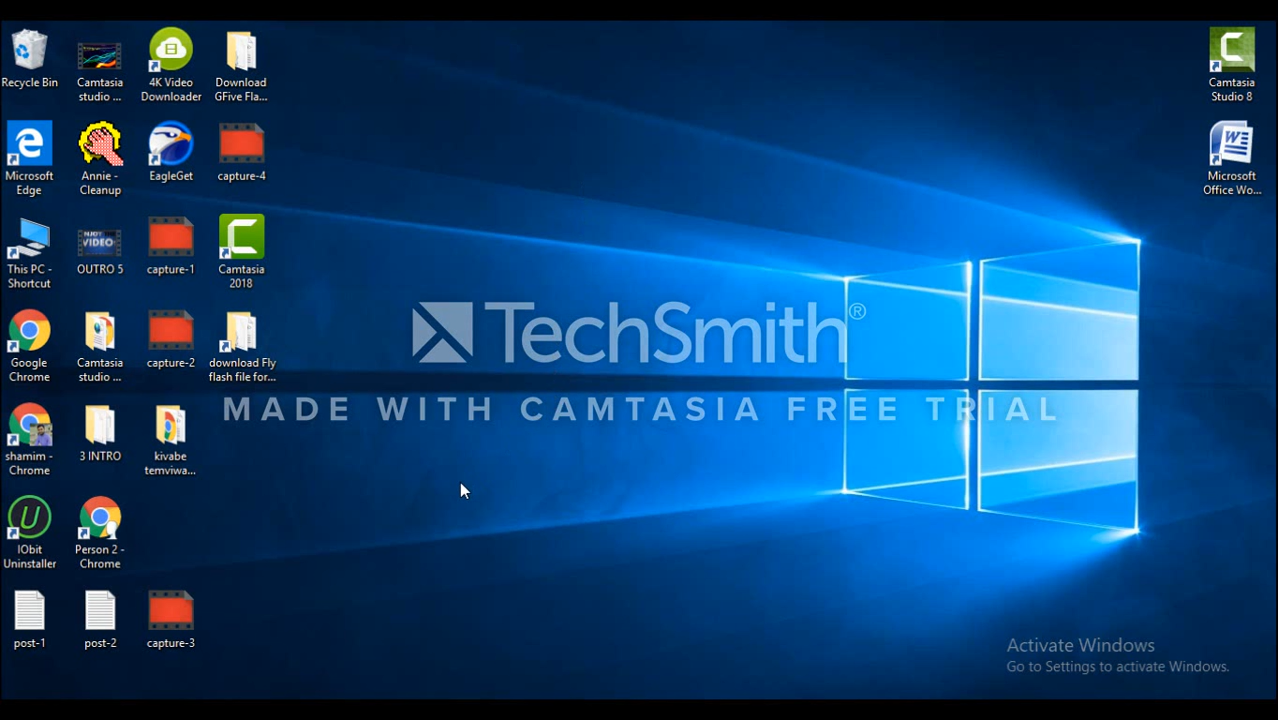 Recycle Bin
Camtasia
studio ...
4K Video
Downloader
Download
GFive Fla...
Camtasia
Studio 8
Microsoft
Edge
Annie -
Cleanup
EagleGet
capture-4
Microsoft
Office Wo...
This PC -
Shortcut
ENJOY
VIDEO
OUTRO 5
capture-1
Camtasia
2018
TechSmith®
Google
Chrome
Camtasia
studio ...
capture-2
download Fly
flash file for...
MADE WITH CAMTASIA FREE TRIAL
shamim -
Chrome
3 INTRO
kivabe
temviwa...
IObit
Uninstaller
Person 2 -
Chrome
post-1
post-2
capture-3
Activate Windows
Go to Settings to activate Windows.